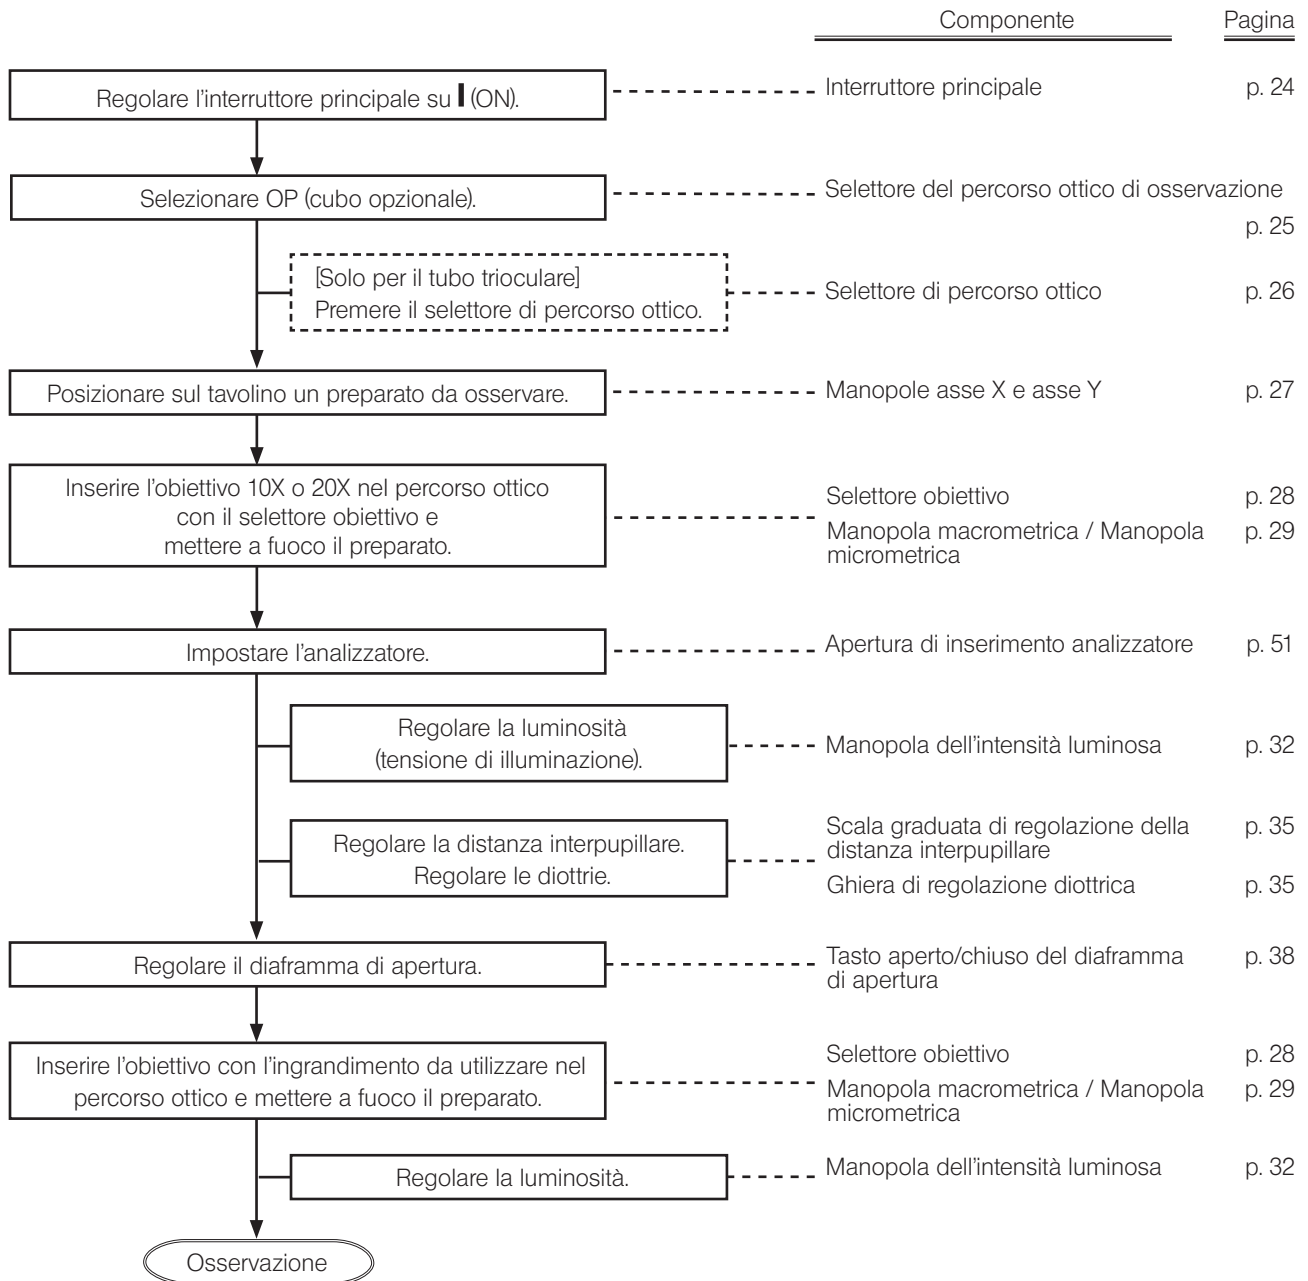 Componente Pagina
Regolare l'interruttore principale su I (ON). Interruttore principale p. 24
Selezionare OP (cubo opzionale). Selettore del percorso ottico di osservazione
p. 25
[Solo per il tubo trioculare]
Premere il selettore di percorso ottico. Selettore di percorso ottico p. 26
Posizionare sul tavolino un preparato da osservare. Manopole asse X e asse Y p. 27
Inserire l'obiettivo 10X o 20X nel percorso ottico
con il selettore obiettivo e
mettere a fuoco il preparato.
Selettore obiettivo p. 28
Manopola macrometrica / Manopola p. 29
micrometrica
Impostare l'analizzatore. Apertura di inserimento analizzatore p. 51
Regolare la luminosità
(tensione di illuminazione).
Manopola dell'intensità luminosa p. 32
Regolare la distanza interpupillare.
Regolare le diottrie.
Scala graduata di regolazione della p. 35
distanza interpupillare
Ghiera di regolazione diottrica p. 35
Regolare il diaframma di apertura.
Tasto aperto/chiuso del diaframma p. 38
di apertura
Inserire l'obiettivo con l'ingrandimento da utilizzare nel
percorso ottico e mettere a fuoco il preparato.
Selettore obiettivo p. 28
Manopola macrometrica / Manopola p. 29
micrometrica
Regolare la luminosità. Manopola dell'intensità luminosa p. 32
Osservazione